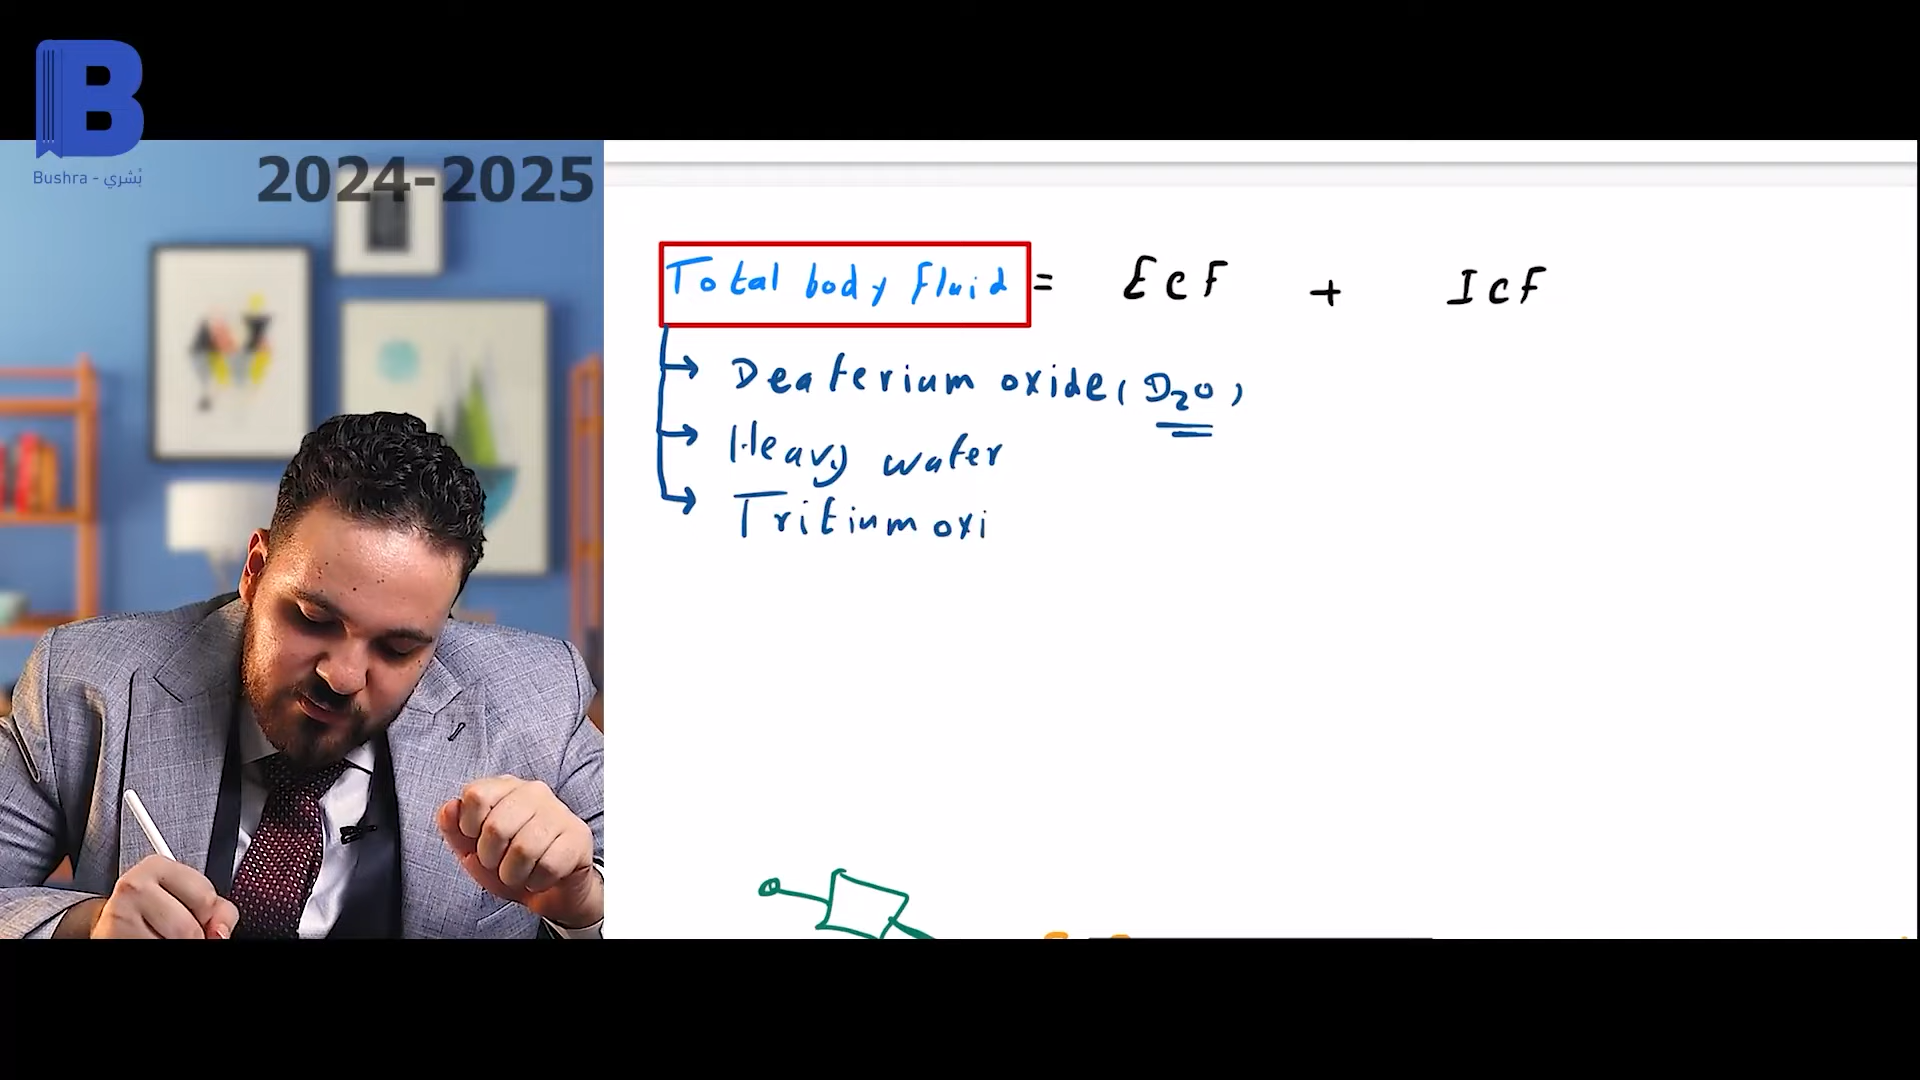 B
Bushra - بُشري
2024-2025
Total body fluid = ECF + ICF
Deaterium oxide (D₂O)
Heavy water
Tritium oxi